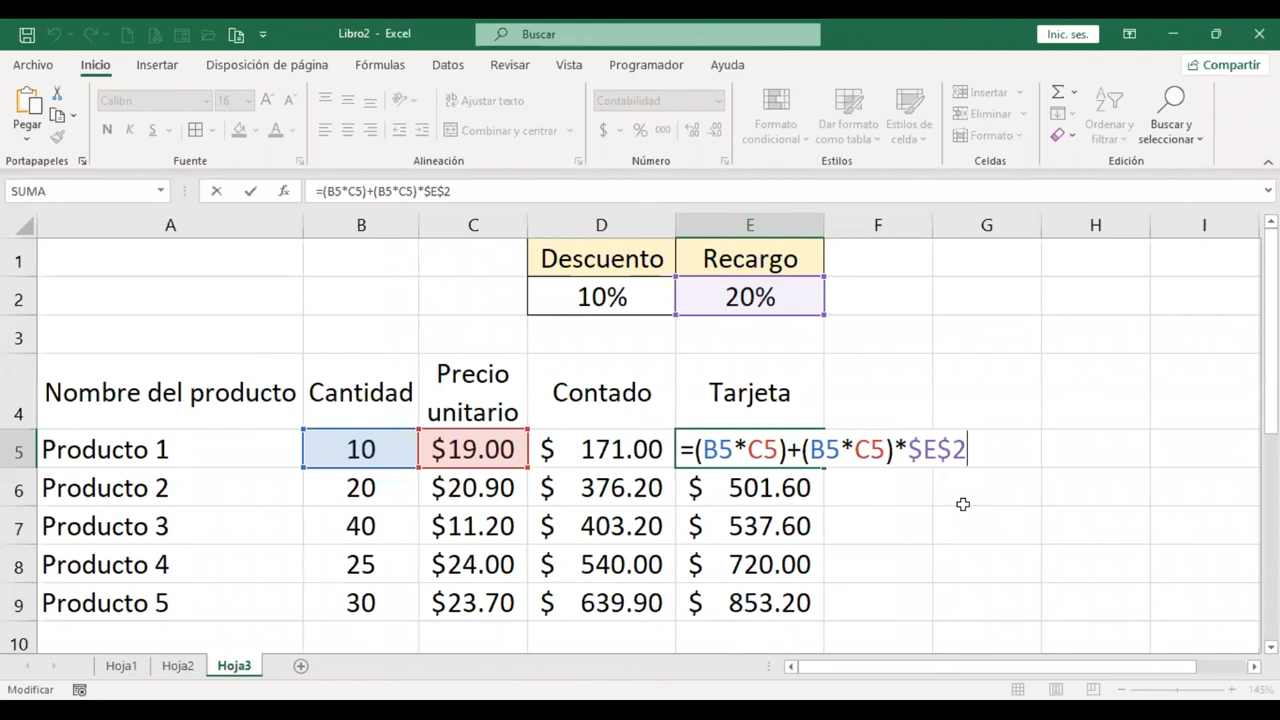 Libro2 - Excel
Buscar
Inic. ses.
Archivo Inicio Insertar Disposición de página Fórmulas Datos Revisar Vista Programador Ayuda
Compartir
Pegar
Calibri 16
N K S
Ajustar texto
Combinar y centrar
Contabilidad
$ % 000
Formato condicional
Dar formato como tabla
Estilos de celda
Insertar
Eliminar
Formato
Ordenar y filtrar
Buscar y seleccionar
Portapapeles Fuente Alineación Número Estilos Celdas Edición
SUMA
fx
=(B5*C5)+(B5*C5)*$E$2
A B C D E F G H I
1 Descuento Recargo
2 10% 20%
3
4 Nombre del producto Cantidad Precio unitario Contado Tarjeta
5 Producto 1 10 $19.00 $ 171.00 =(B5*C5)+(B5*C5)*$E$2
6 Producto 2 20 $20.90 $ 376.20 $ 501.60
7 Producto 3 40 $11.20 $ 403.20 $ 537.60
8 Producto 4 25 $24.00 $ 540.00 $ 720.00
9 Producto 5 30 $23.70 $ 639.90 $ 853.20
10
Hoja1 Hoja2 Hoja3
Modificar
145%